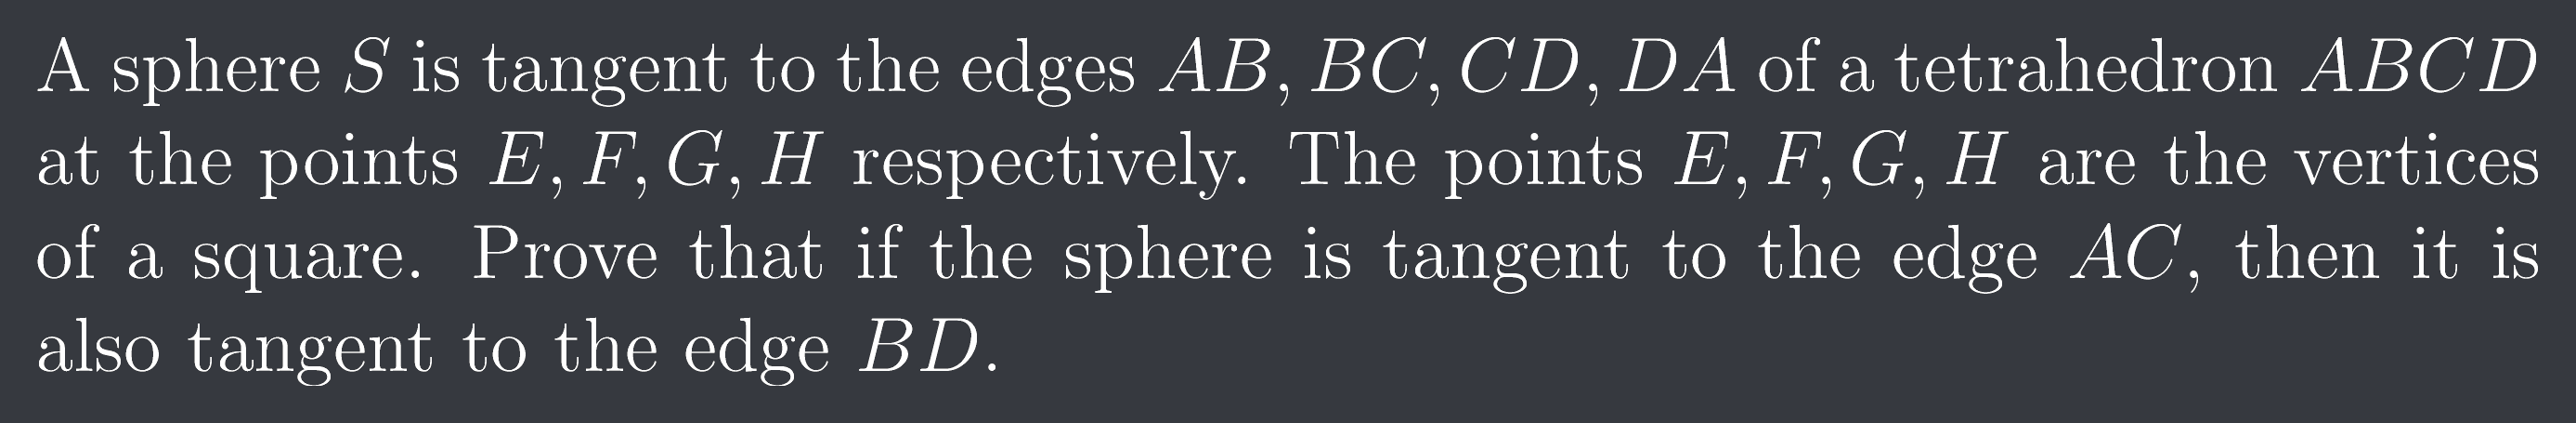 A sphere S is tangent to the edges AB, BC, CD, DA of a tetrahedron ABCD
at the points E, F, G, H respectively. The points E, F, G, H are the vertices
of a square. Prove that if the sphere is tangent to the edge AC, then it is
also tangent to the edge BD.